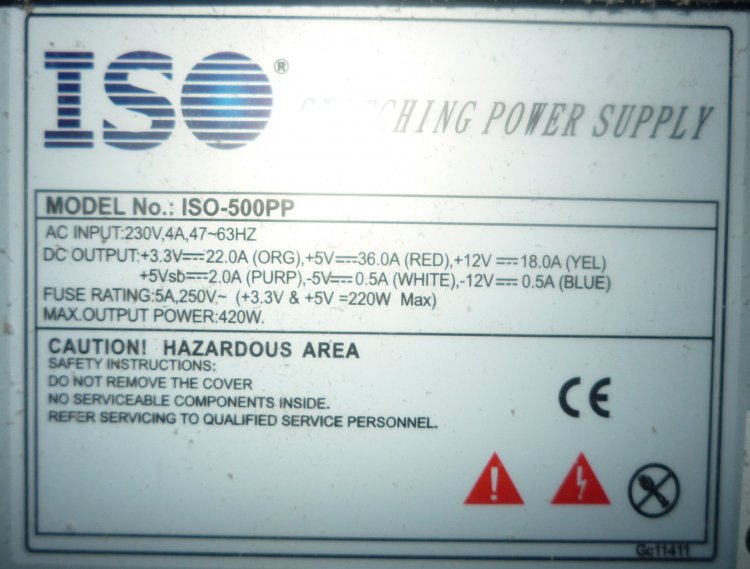 ISO®
SWITCHING POWER SUPPLY
MODEL No.: ISO-500PP
AC INPUT:230V,4A,47~63HZ
DC OUTPUT:+3.3V⎓22.0A (ORG),+5V⎓36.0A (RED),+12V⎓18.0A (YEL)
+5Vsb⎓2.0A (PURP),-5V⎓0.5A (WHITE),-12V⎓0.5A (BLUE)
FUSE RATING:5A,250V~ (+3.3V & +5V =220W Max)
MAX.OUTPUT POWER:420W.
CAUTION! HAZARDOUS AREA
SAFETY INSTRUCTIONS:
DO NOT REMOVE THE COVER
NO SERVICEABLE COMPONENTS INSIDE.
REFER SERVICING TO QUALIFIED SERVICE PERSONNEL.
CE
Gc11411